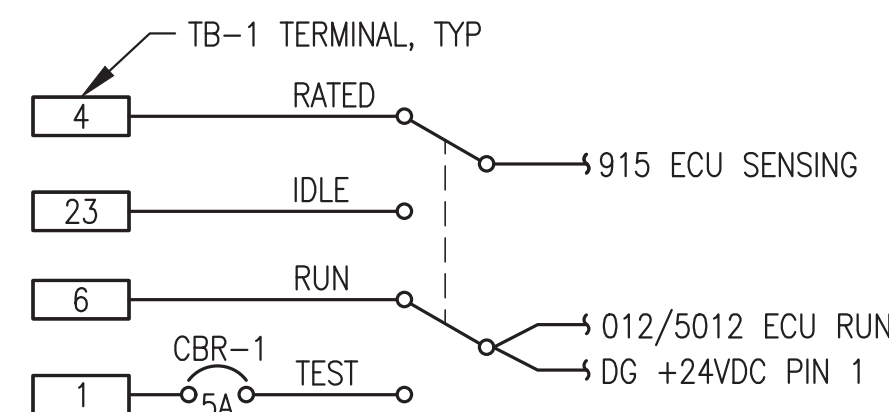 TB-1 TERMINAL, TYP
4
RATED
915 ECU SENSING
23
IDLE
6
RUN
012/5012 ECU RUN
DG +24VDC PIN 1
CBR-1
1
5A
TEST